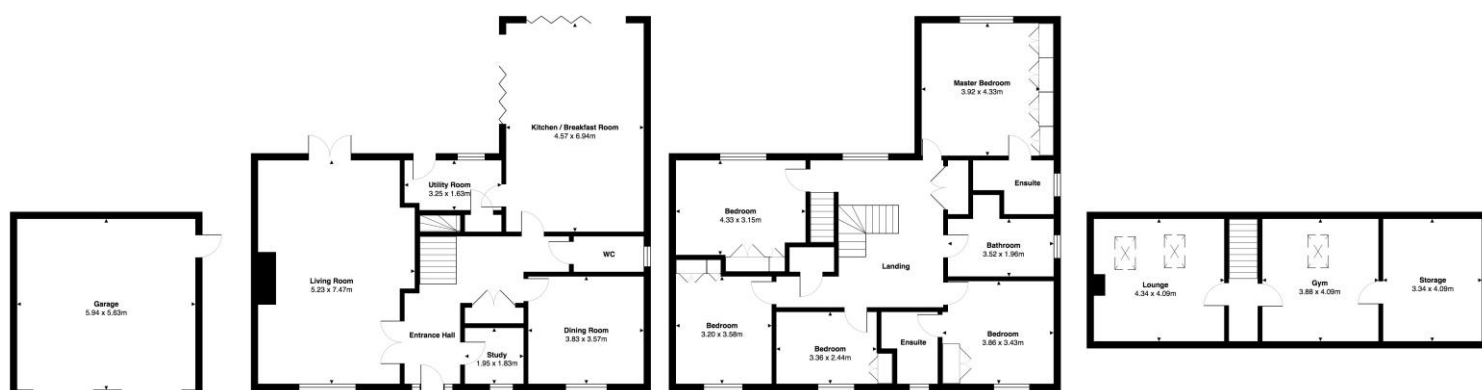 Garage
5.94 x 5.63m
Living Room
5.23 x 7.47m
Utility Room
3.25 x 1.63m
Kitchen / Breakfast Room
4.57 x 6.94m
WC
Entrance Hall
Study
1.95 x 1.83m
Dining Room
3.83 x 3.57m
Master Bedroom
3.92 x 4.33m
Ensuite
Bedroom
4.33 x 3.15m
Bathroom
3.52 x 1.96m
Landing
Bedroom
3.20 x 3.58m
Bedroom
3.36 x 2.44m
Ensuite
Bedroom
3.86 x 3.43m
Lounge
4.34 x 4.09m
Gym
3.88 x 4.09m
Storage
3.34 x 4.09m